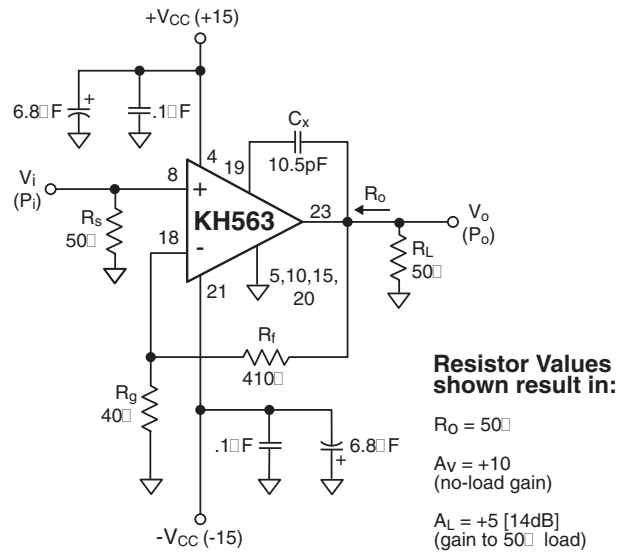 +VCC (+15)
6.8□F
+
.1□F
Cx
10.5pF
4
19
Vi
(Pi)
8
+
KH563
23
Ro
Vo
(Po)
Rs
50□
18
-
5,10,15,
20
RL
50□
21
Rf
410□
Rg
40□
.1□F
6.8□F
+
-VCC (-15)
Resistor Values
shown result in:
Ro = 50□
Av = +10
(no-load gain)
AL = +5 [14dB]
(gain to 50□ load)